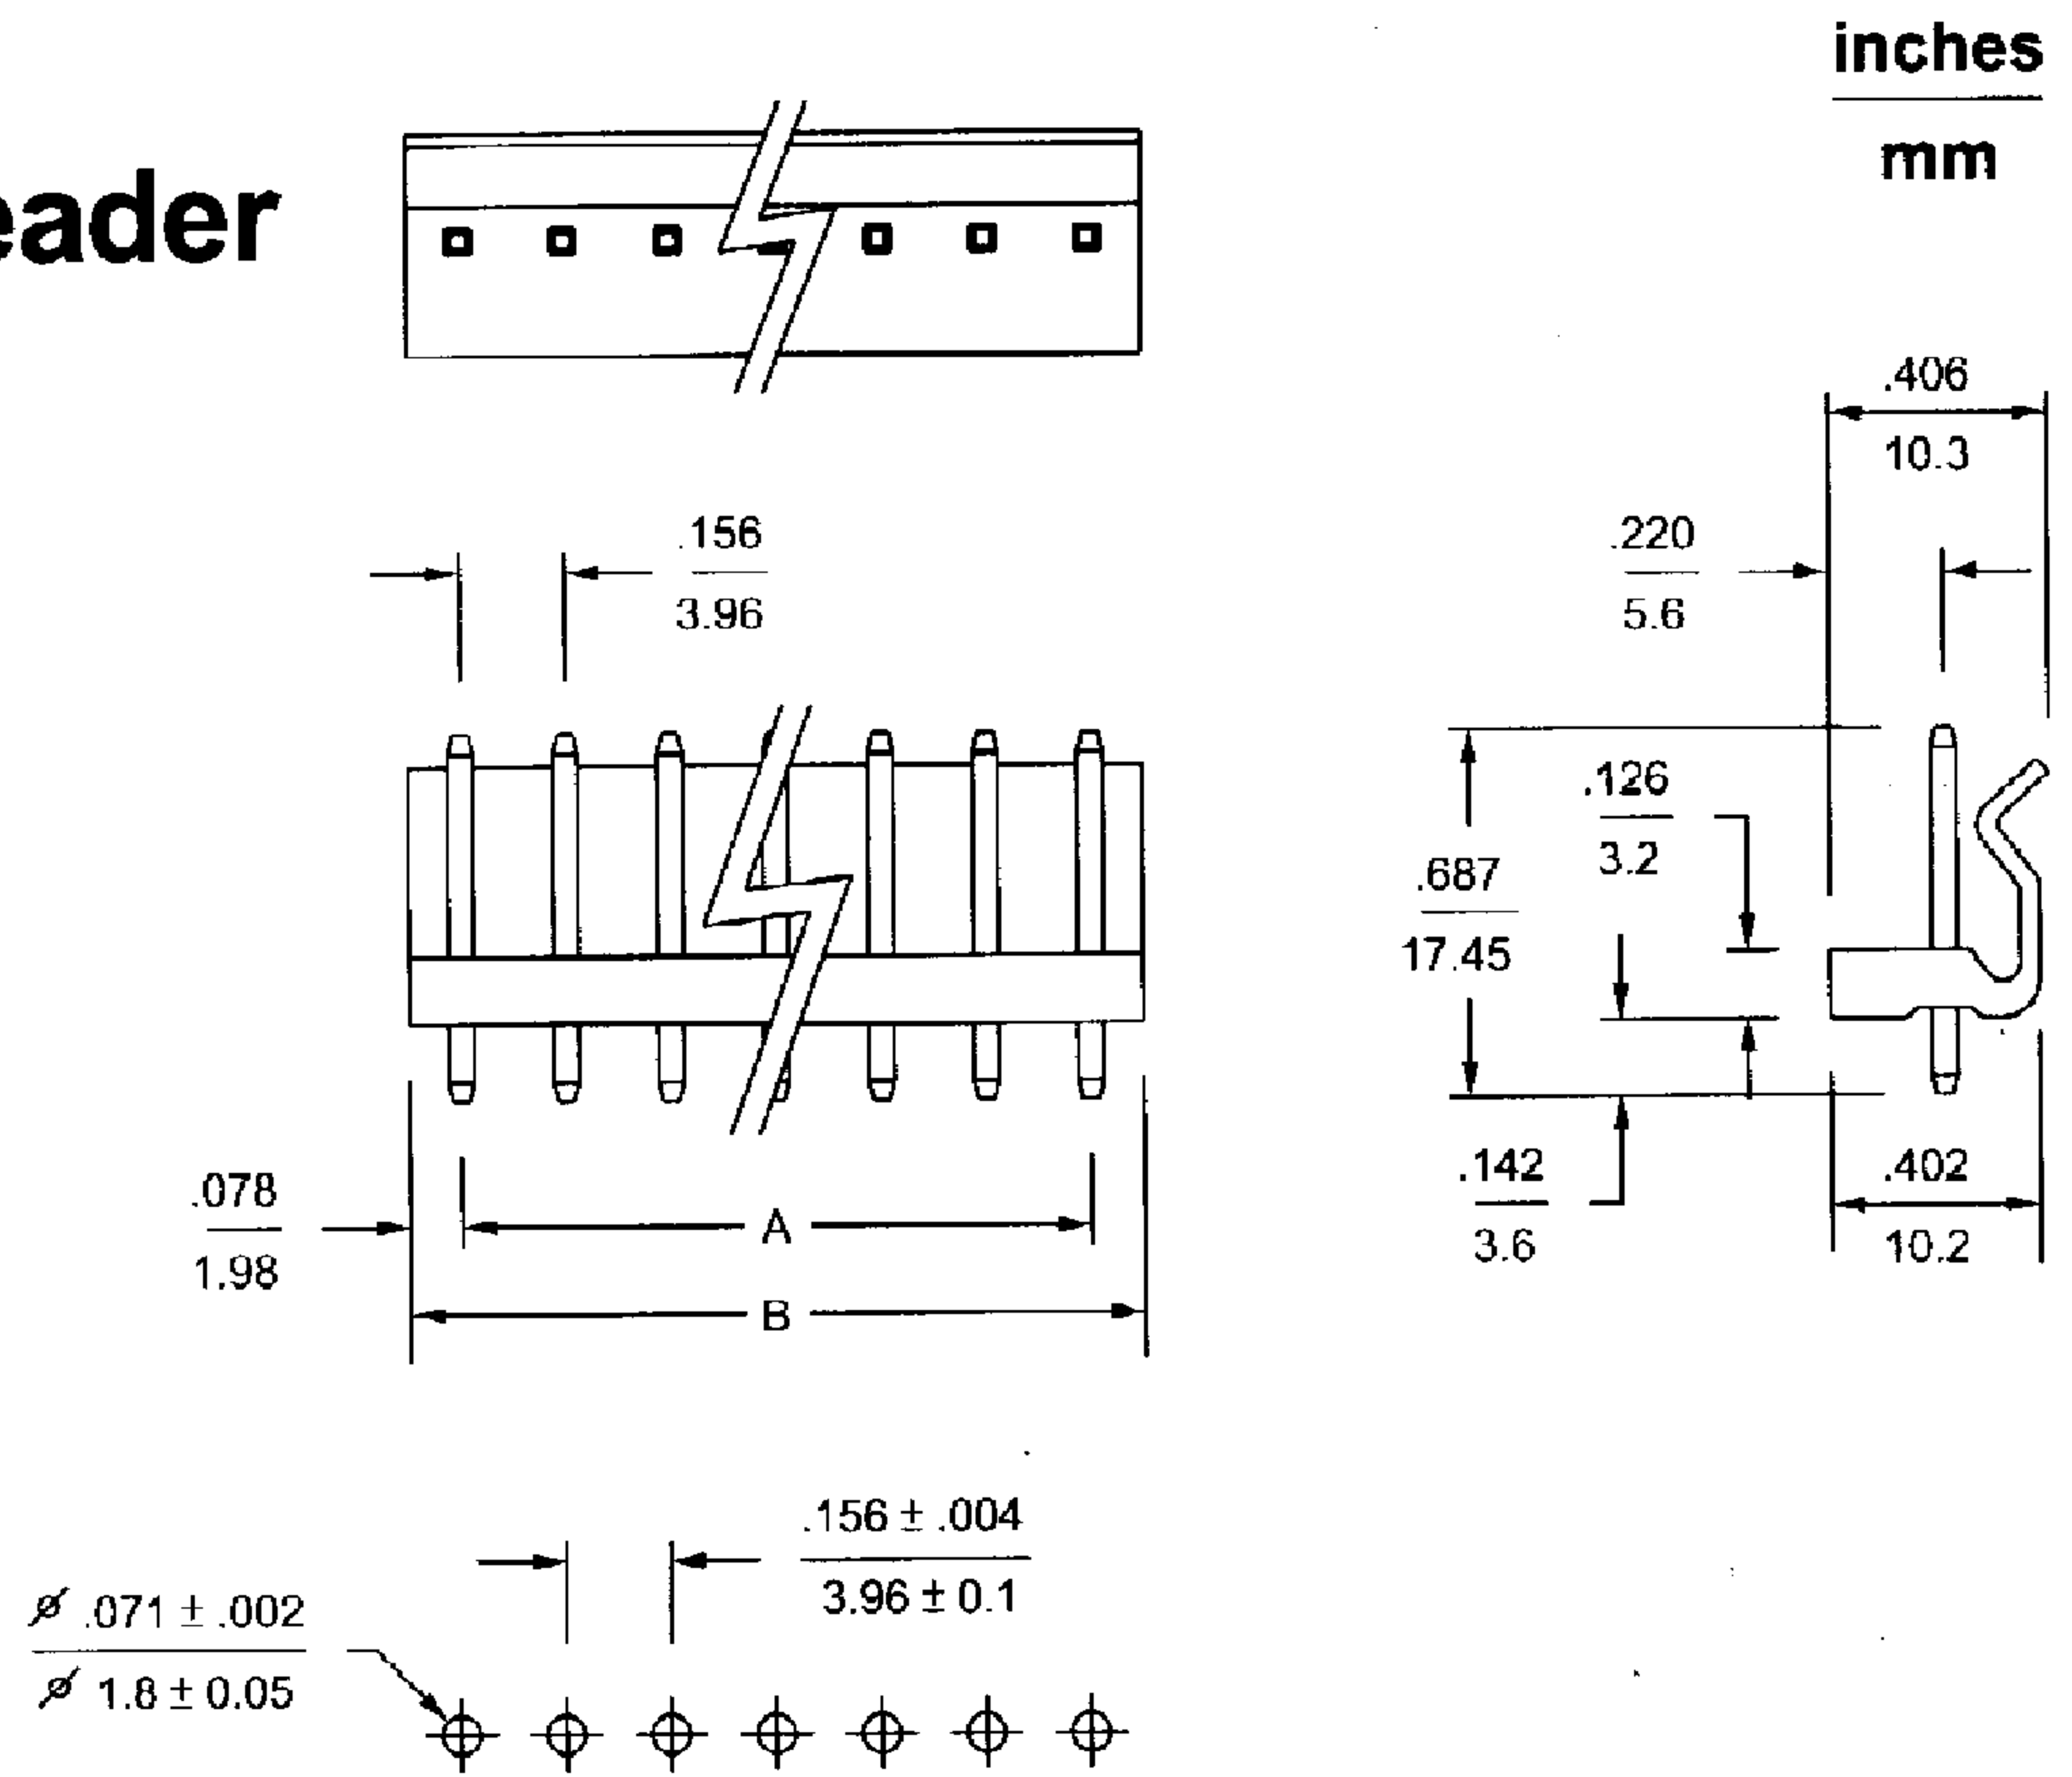 inches
mm
eader
.406
10.3
.156
3.96
.220
5.6
.126
3.2
.687
17.45
.078
1.98
A
B
.142
3.6
.402
10.2
.156 ± .004
3.96 ± 0.1
ø .071 ± .002
ø 1.8 ± 0.05